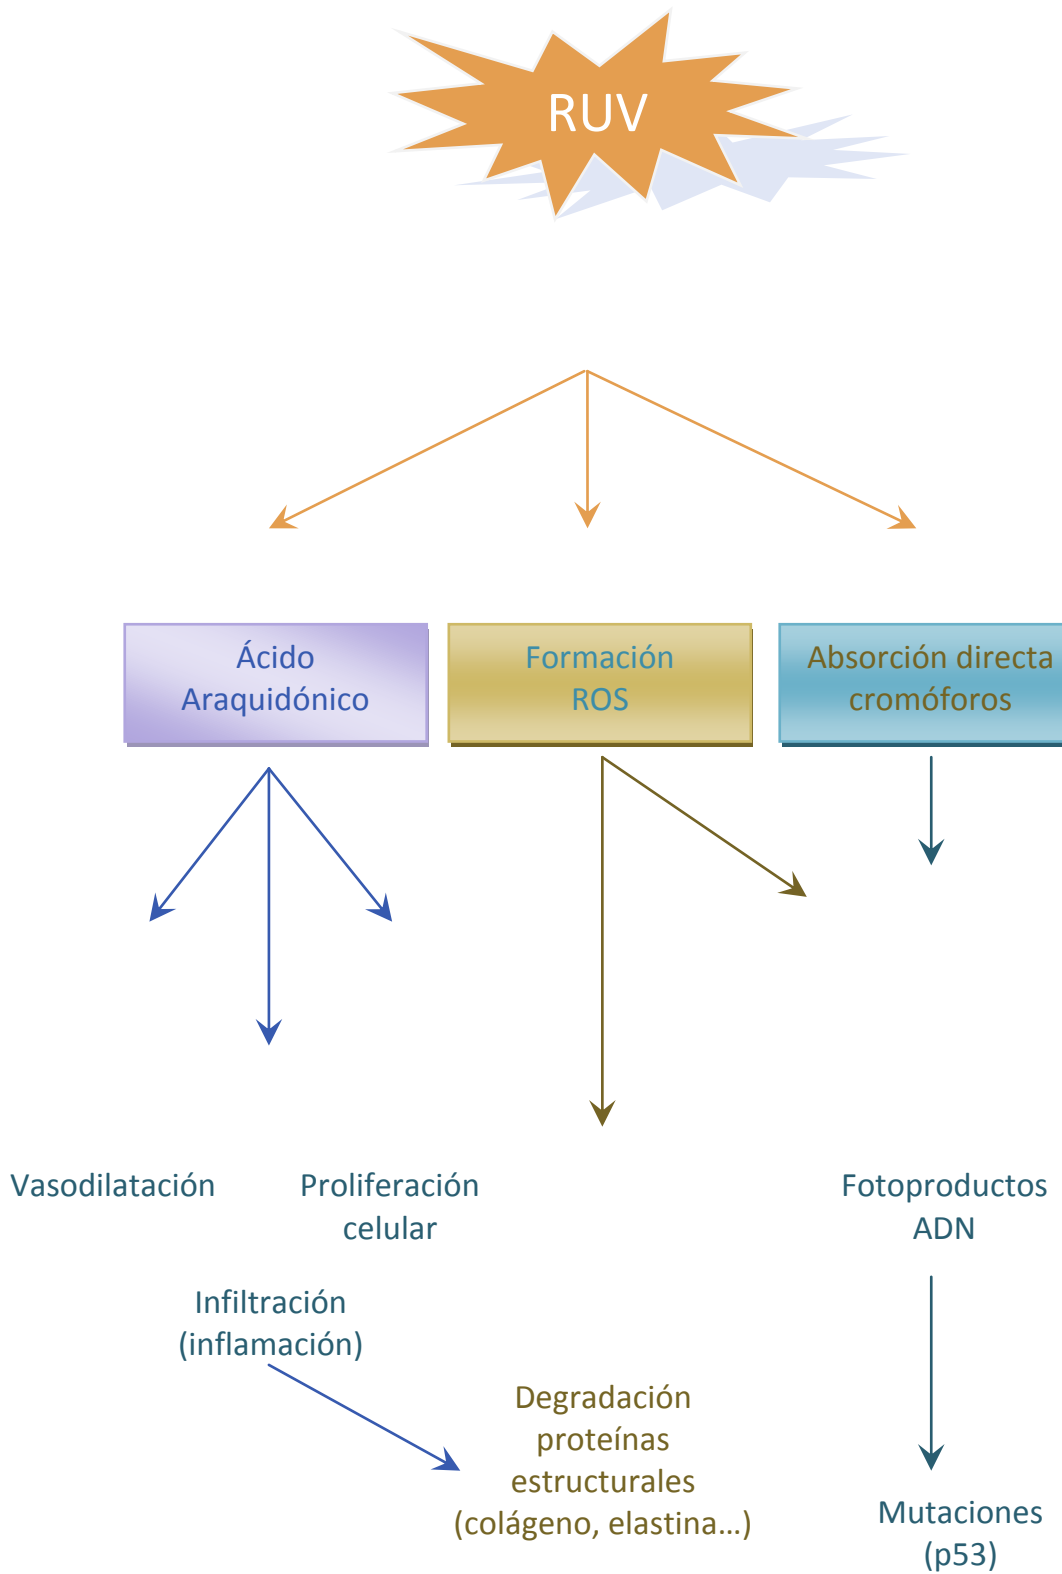 RUV
Ácido
Araquidónico
Formación
ROS
Absorción directa
cromóforos
Vasodilatación
Proliferación
celular
Fotoproductos
ADN
Infiltración
(inflamación)
Degradación
proteínas
estructurales
(colágeno, elastina…)
Mutaciones
(p53)